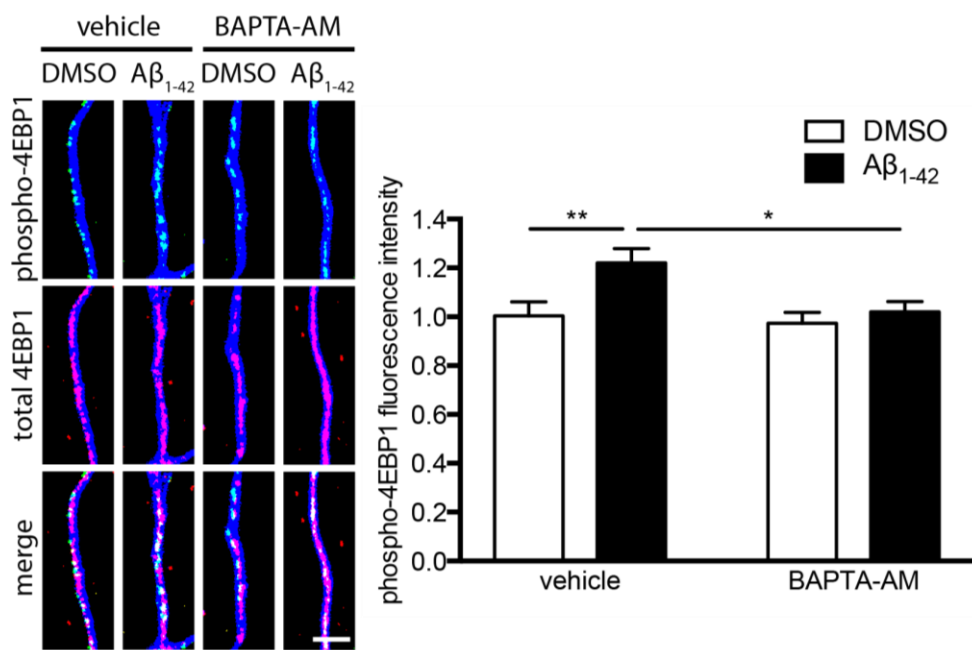 vehicle BAPTA-AM
DMSO Aβ1-42 DMSO Aβ1-42
phospho-4EBP1
total 4EBP1
merge
DMSO
Aβ1-42
phospho-4EBP1 fluorescence intensity
** *
1.4
1.2
1.0
0.8
0.6
0.4
0.2
0.0
vehicle BAPTA-AM